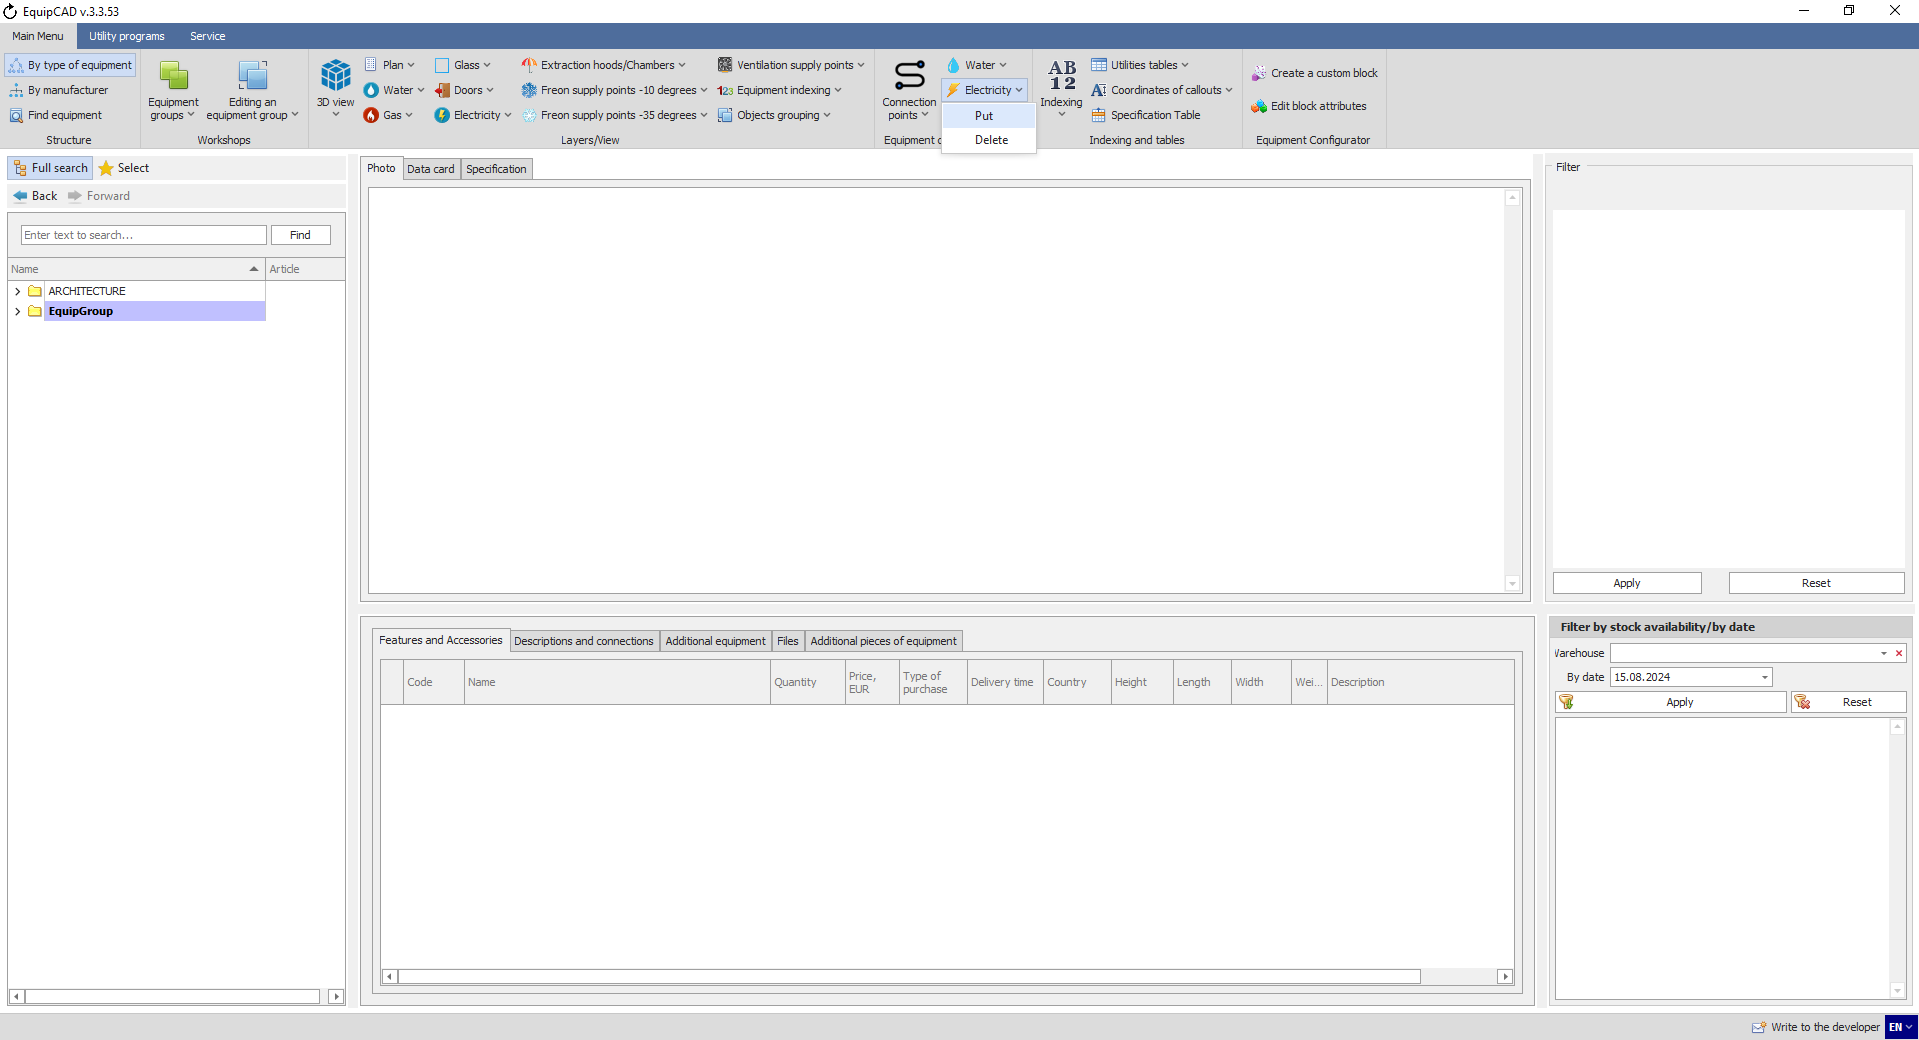 EquipCAD v.3.3.53
Main Menu
Utility programs
Service
By type of equipment
By manufacturer
Find equipment
Structure
Equipment groups
Editing an equipment group
Workshops
3D view
Plan
Water
Gas
Glass
Doors
Electricity
Extraction hoods/Chambers
Freon supply points -10 degrees
Freon supply points -35 degrees
Ventilation supply points
123 Equipment indexing
Objects grouping
Layers/View
Connection points
Water
Electricity
Put
Delete
Equipment
AB
12
Indexing
Utilities tables
Coordinates of callouts
Specification Table
Indexing and tables
Create a custom block
Edit block attributes
Equipment Configurator
Full search
Select
Back
Forward
Enter text to search...
Find
Name
Article
ARCHITECTURE
EquipGroup
Photo
Data card
Specification
Filter
Apply
Reset
Features and Accessories
Descriptions and connections
Additional equipment
Files
Additional pieces of equipment
Code
Name
Quantity
Price, EUR
Type of purchase
Delivery time
Country
Height
Length
Width
Wei...
Description
Filter by stock availability/by date
Varehouse
By date
15.08.2024
Apply
Reset
Write to the developer
EN